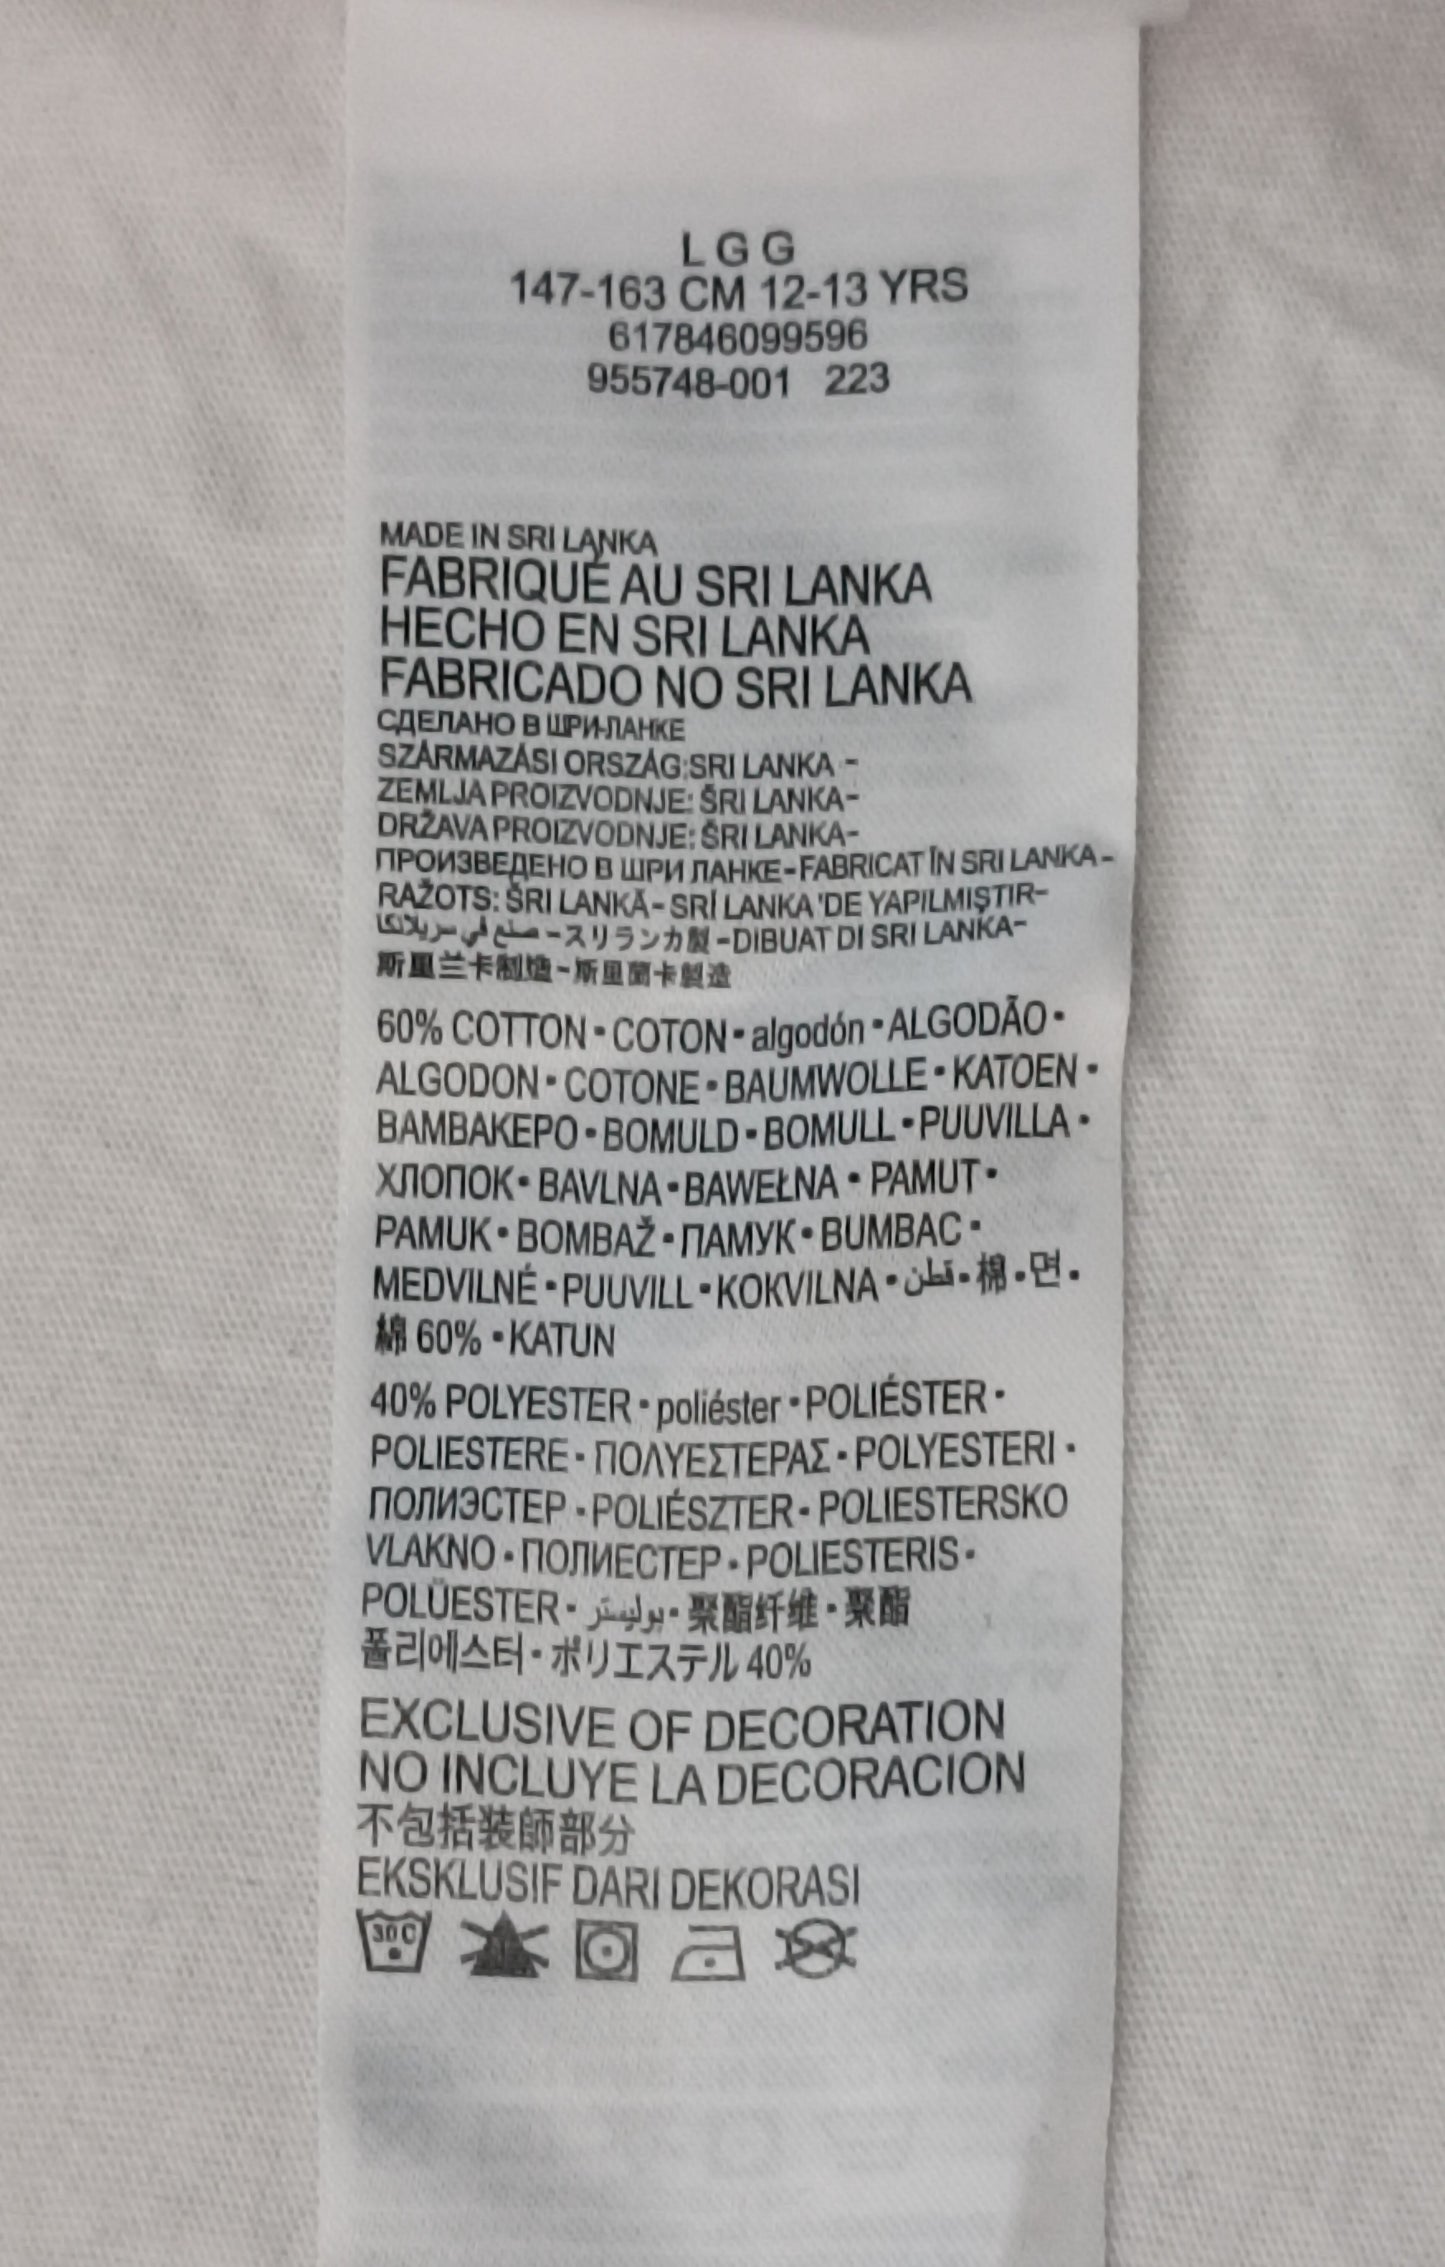 L G G
147-163 CM 12-13 YRS
617846099596
955748-001 223
MADE IN SRI LANKA
FABRIQUÉ AU SRI LANKA
HECHO EN SRI LANKA
FABRICADO NO SRI LANKA
СДЕЛАНО В ШРИ-ЛАНКЕ
SZÁRMAZÁSI ORSZÁG:SRI LANKA -
ZEMLJA PROIZVODNJE: ŠRI LANKA-
DRŽAVA PROIZVODNJE: ŠRI LANKA-
ПРОИЗВЕДЕНО В ШРИ ЛАНКЕ-FABRICAT ÎN SRI LANKA-
RAŽOTS: ŠRI LANKĀ- SRİ LANKA'DE YAPILMIŞTIR-
صنع في سريلانكا -スリランカ製-DIBUAT DI SRI LANKA-
斯里兰卡制造-斯里蘭卡製造
60% COTTON•COTON•algodón•ALGODÃO•
ALGODON•COTONE•BAUMWOLLE•KATOEN•
ΒΑΜΒΑΚΕΡΟ•BOMULD•BOMULL•PUUVILLA•
ХЛОПОК•BAVLNA•BAWEŁNA•PAMUT•
PAMUK•BOMBAŽ•ПАМУК•BUMBAC•
MEDVILNÉ•PUUVILL•KOKVILNA•قطن•棉•면•
綿 60%•KATUN
40% POLYESTER•poliéster•POLIÉSTER•
POLIESTERE•ΠΟΛΥΕΣΤΕΡΑΣ•POLYESTERI•
ПОЛИЭСТЕР•POLIÉSZTER•POLIESTERSKO
VLAKNO•ПОЛИЕСТЕР•POLIESTERIS•
POLÜESTER•بوليستر•聚酯纤维•聚酯
폴리에스터•ポリエステル 40%
EXCLUSIVE OF DECORATION
NO INCLUYE LA DECORACION
不包括装師部分
EKSKLUSIF DARI DEKORASI
30 C